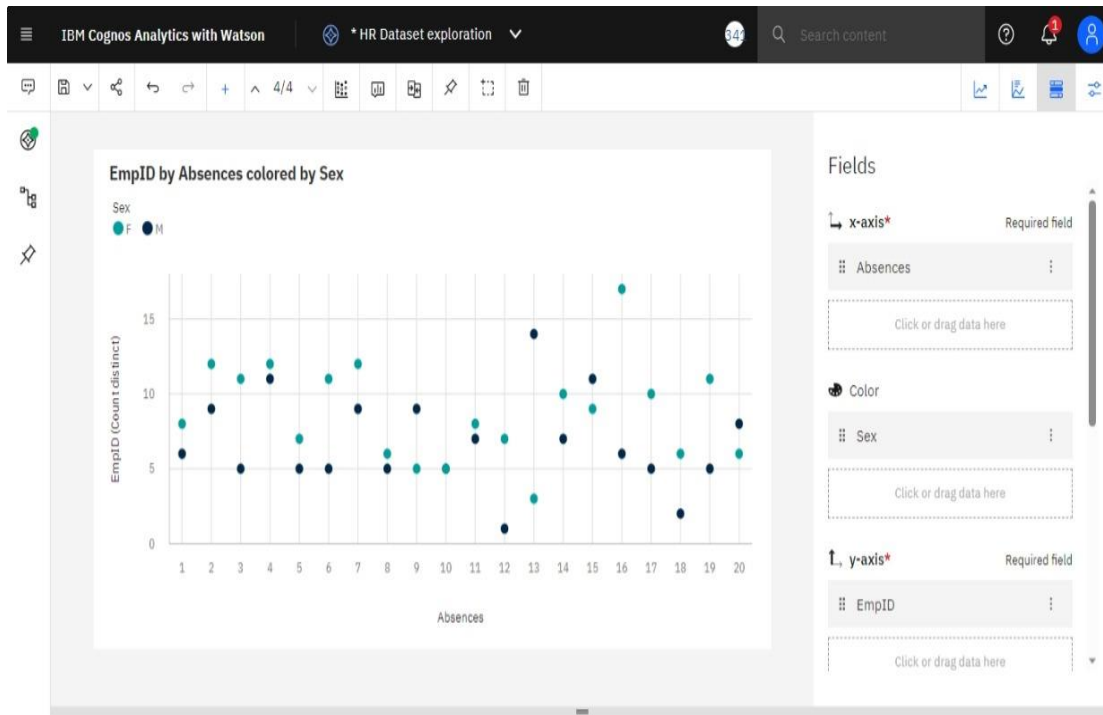 IBM Cognos Analytics with Watson
* HR Dataset exploration
341
Search content
1
4/4
EmpID by Absences colored by Sex
Sex
F M
15
10
5
0
EmpID (Count distinct)
1 2 3 4 5 6 7 8 9 10 11 12 13 14 15 16 17 18 19 20
Absences
Fields
x-axis* Required field
Absences
Click or drag data here
Color
Sex
Click or drag data here
y-axis* Required field
EmpID
Click or drag data here